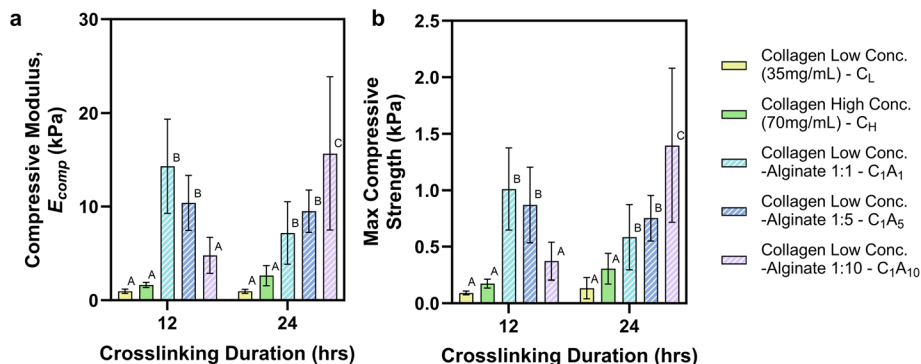 a
Compressive Modulus,
E_comp (kPa)
30
20
10
0
A
A
B
B
A
A
A
B
B
C
12
24
Crosslinking Duration (hrs)
b
Max Compressive
Strength (kPa)
2.5
2.0
1.5
1.0
0.5
0.0
A
A
B
B
A
A
A
B
B
C
12
24
Crosslinking Duration (hrs)
Collagen Low Conc.
(35mg/mL) - C_L
Collagen High Conc.
(70mg/mL) - C_H
Collagen Low Conc.
-Alginate 1:1 - C₁A₁
Collagen Low Conc.
-Alginate 1:5 - C₁A₅
Collagen Low Conc.
-Alginate 1:10 - C₁A₁₀